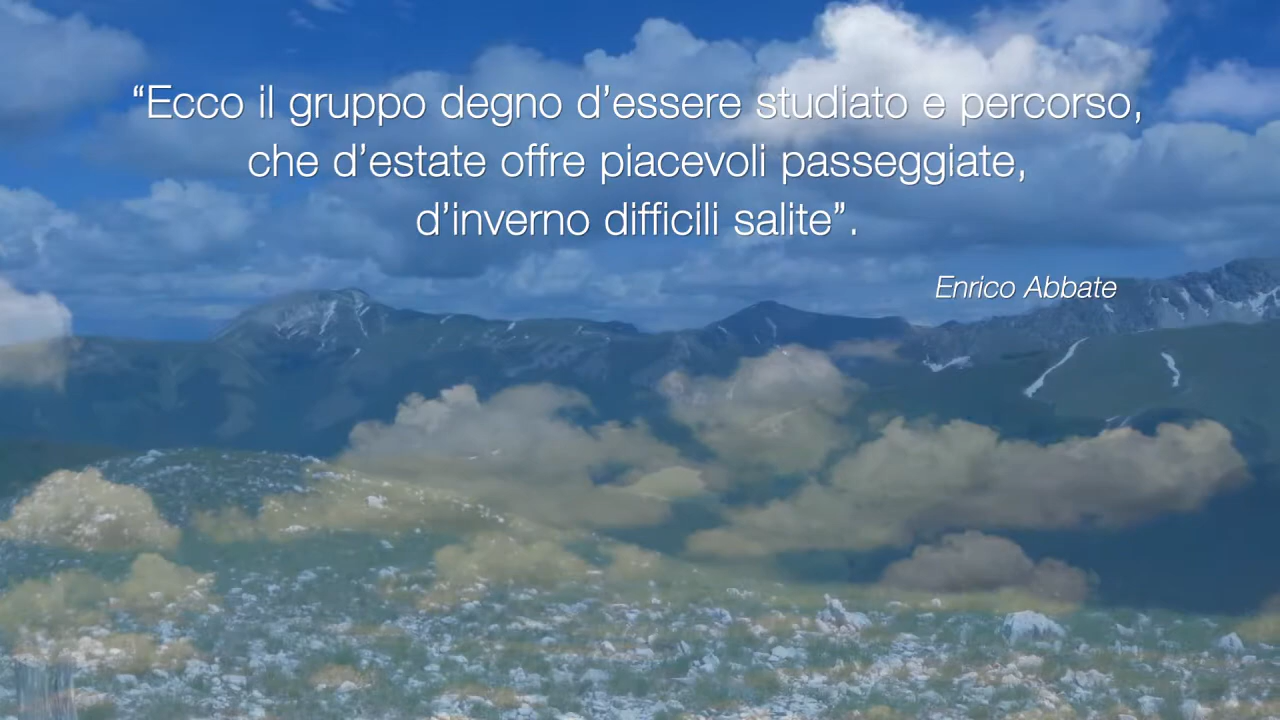 “Ecco il gruppo degno d’essere studiato e percorso,
che d’estate offre piacevoli passeggiate,
d’inverno difficili salite”.
Enrico Abbate